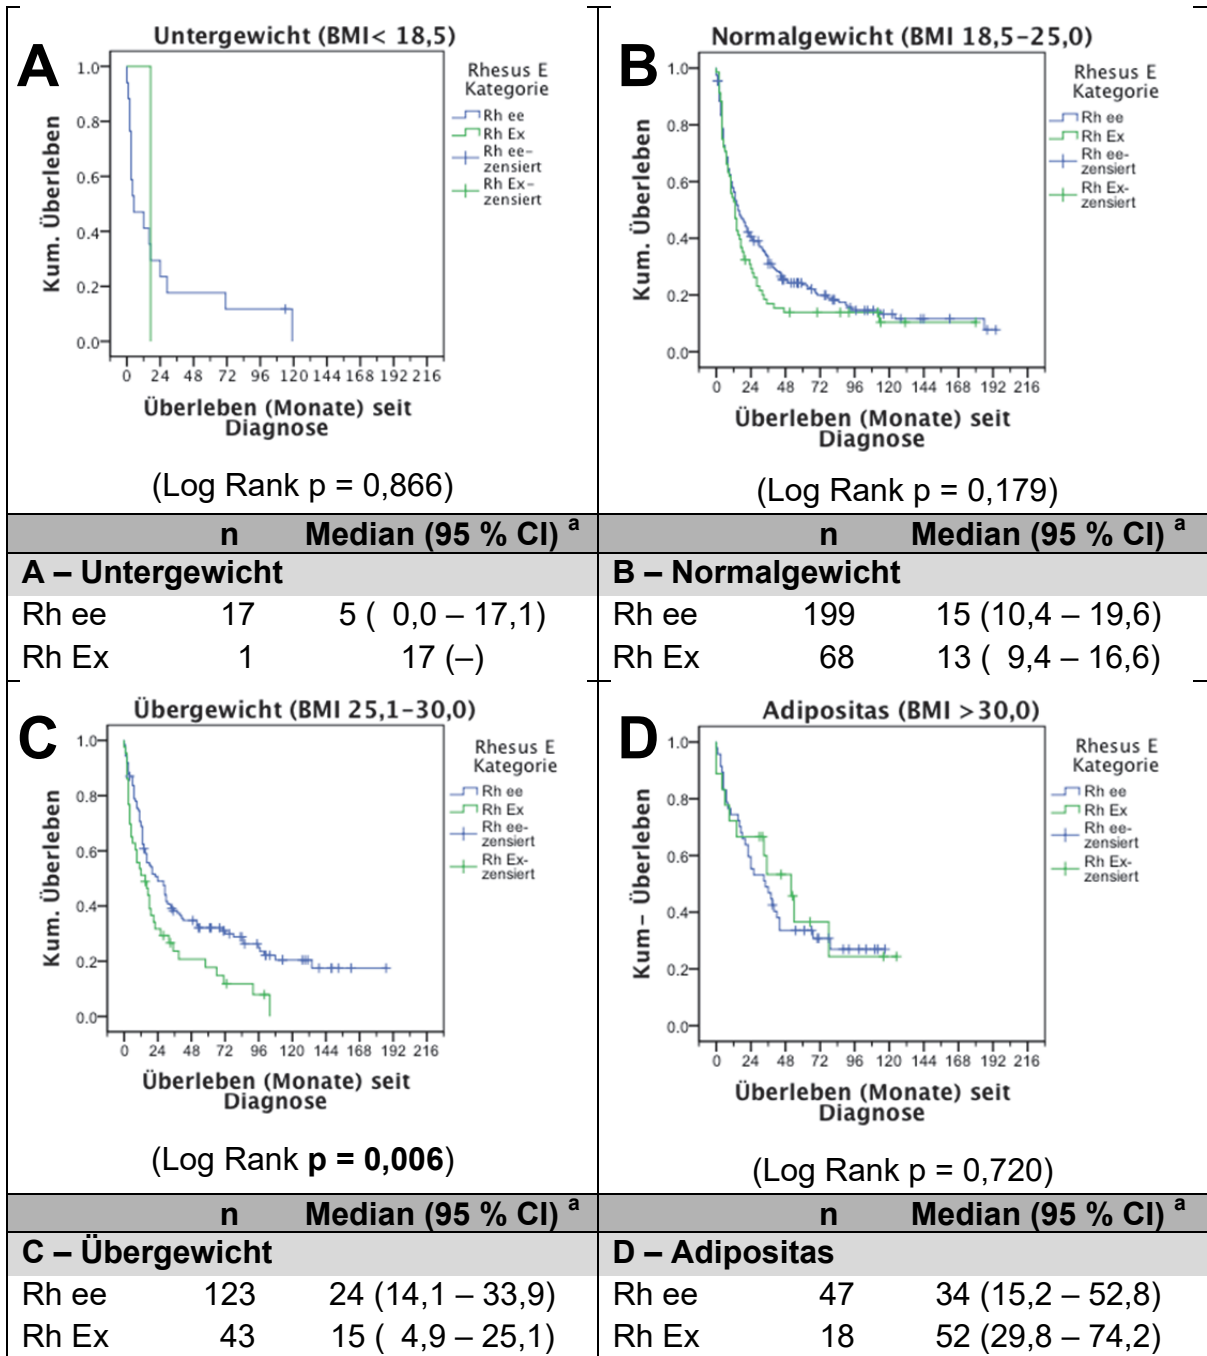 A
Untergewicht (BMI< 18,5)
Kum. Überleben
1.0
0.8
0.6
0.4
0.2
0.0
0 24 48 72 96 120 144 168 192 216
Überleben (Monate) seit
Diagnose
Rhesus E
Kategorie
Rh ee
Rh Ex
Rh ee-
zensiert
Rh Ex-
zensiert
(Log Rank p = 0,866)
n Median (95 % CI) a
A – Untergewicht
Rh ee 17 5 ( 0,0 – 17,1)
Rh Ex 1 17 (–)
B
Normalgewicht (BMI 18,5-25,0)
Kum. Überleben
1.0
0.8
0.6
0.4
0.2
0.0
0 24 48 72 96 120 144 168 192 216
Überleben (Monate) seit
Diagnose
Rhesus E
Kategorie
Rh ee
Rh Ex
Rh ee-
zensiert
Rh Ex-
zensiert
(Log Rank p = 0,179)
n Median (95 % CI) a
B – Normalgewicht
Rh ee 199 15 (10,4 – 19,6)
Rh Ex 68 13 ( 9,4 – 16,6)
C
Übergewicht (BMI 25,1-30,0)
Kum. Überleben
1.0
0.8
0.6
0.4
0.2
0.0
0 24 48 72 96 120 144 168 192 216
Überleben (Monate) seit
Diagnose
Rhesus E
Kategorie
Rh ee
Rh Ex
Rh ee-
zensiert
Rh Ex-
zensiert
(Log Rank p = 0,006)
n Median (95 % CI) a
C – Übergewicht
Rh ee 123 24 (14,1 – 33,9)
Rh Ex 43 15 ( 4,9 – 25,1)
D
Adipositas (BMI >30,0)
Kum- Überleben
1.0
0.8
0.6
0.4
0.2
0.0
0 24 48 72 96 120 144 168 192 216
Überleben (Monate) seit
Diagnose
Rhesus E
Kategorie
Rh ee
Rh Ex
Rh ee-
zensiert
Rh Ex-
zensiert
(Log Rank p = 0,720)
n Median (95 % CI) a
D – Adipositas
Rh ee 47 34 (15,2 – 52,8)
Rh Ex 18 52 (29,8 – 74,2)